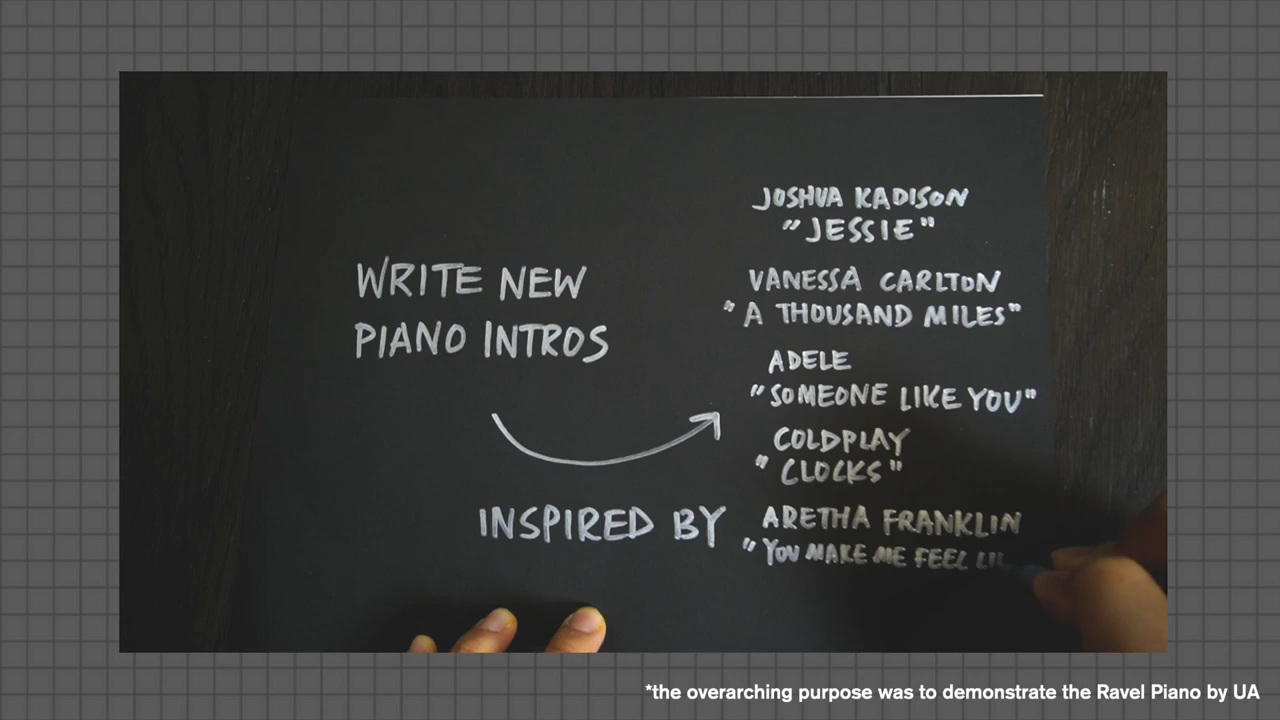 WRITE NEW
PIANO INTROS
INSPIRED BY
JOSHUA KADISON
"JESSIE"
VANESSA CARLTON
"A THOUSAND MILES"
ADELE
"SOMEONE LIKE YOU"
COLDPLAY
"CLOCKS"
ARETHA FRANKLIN
"YOU MAKE ME FEEL
*the overarching purpose was to demonstrate the Ravel Piano by UA